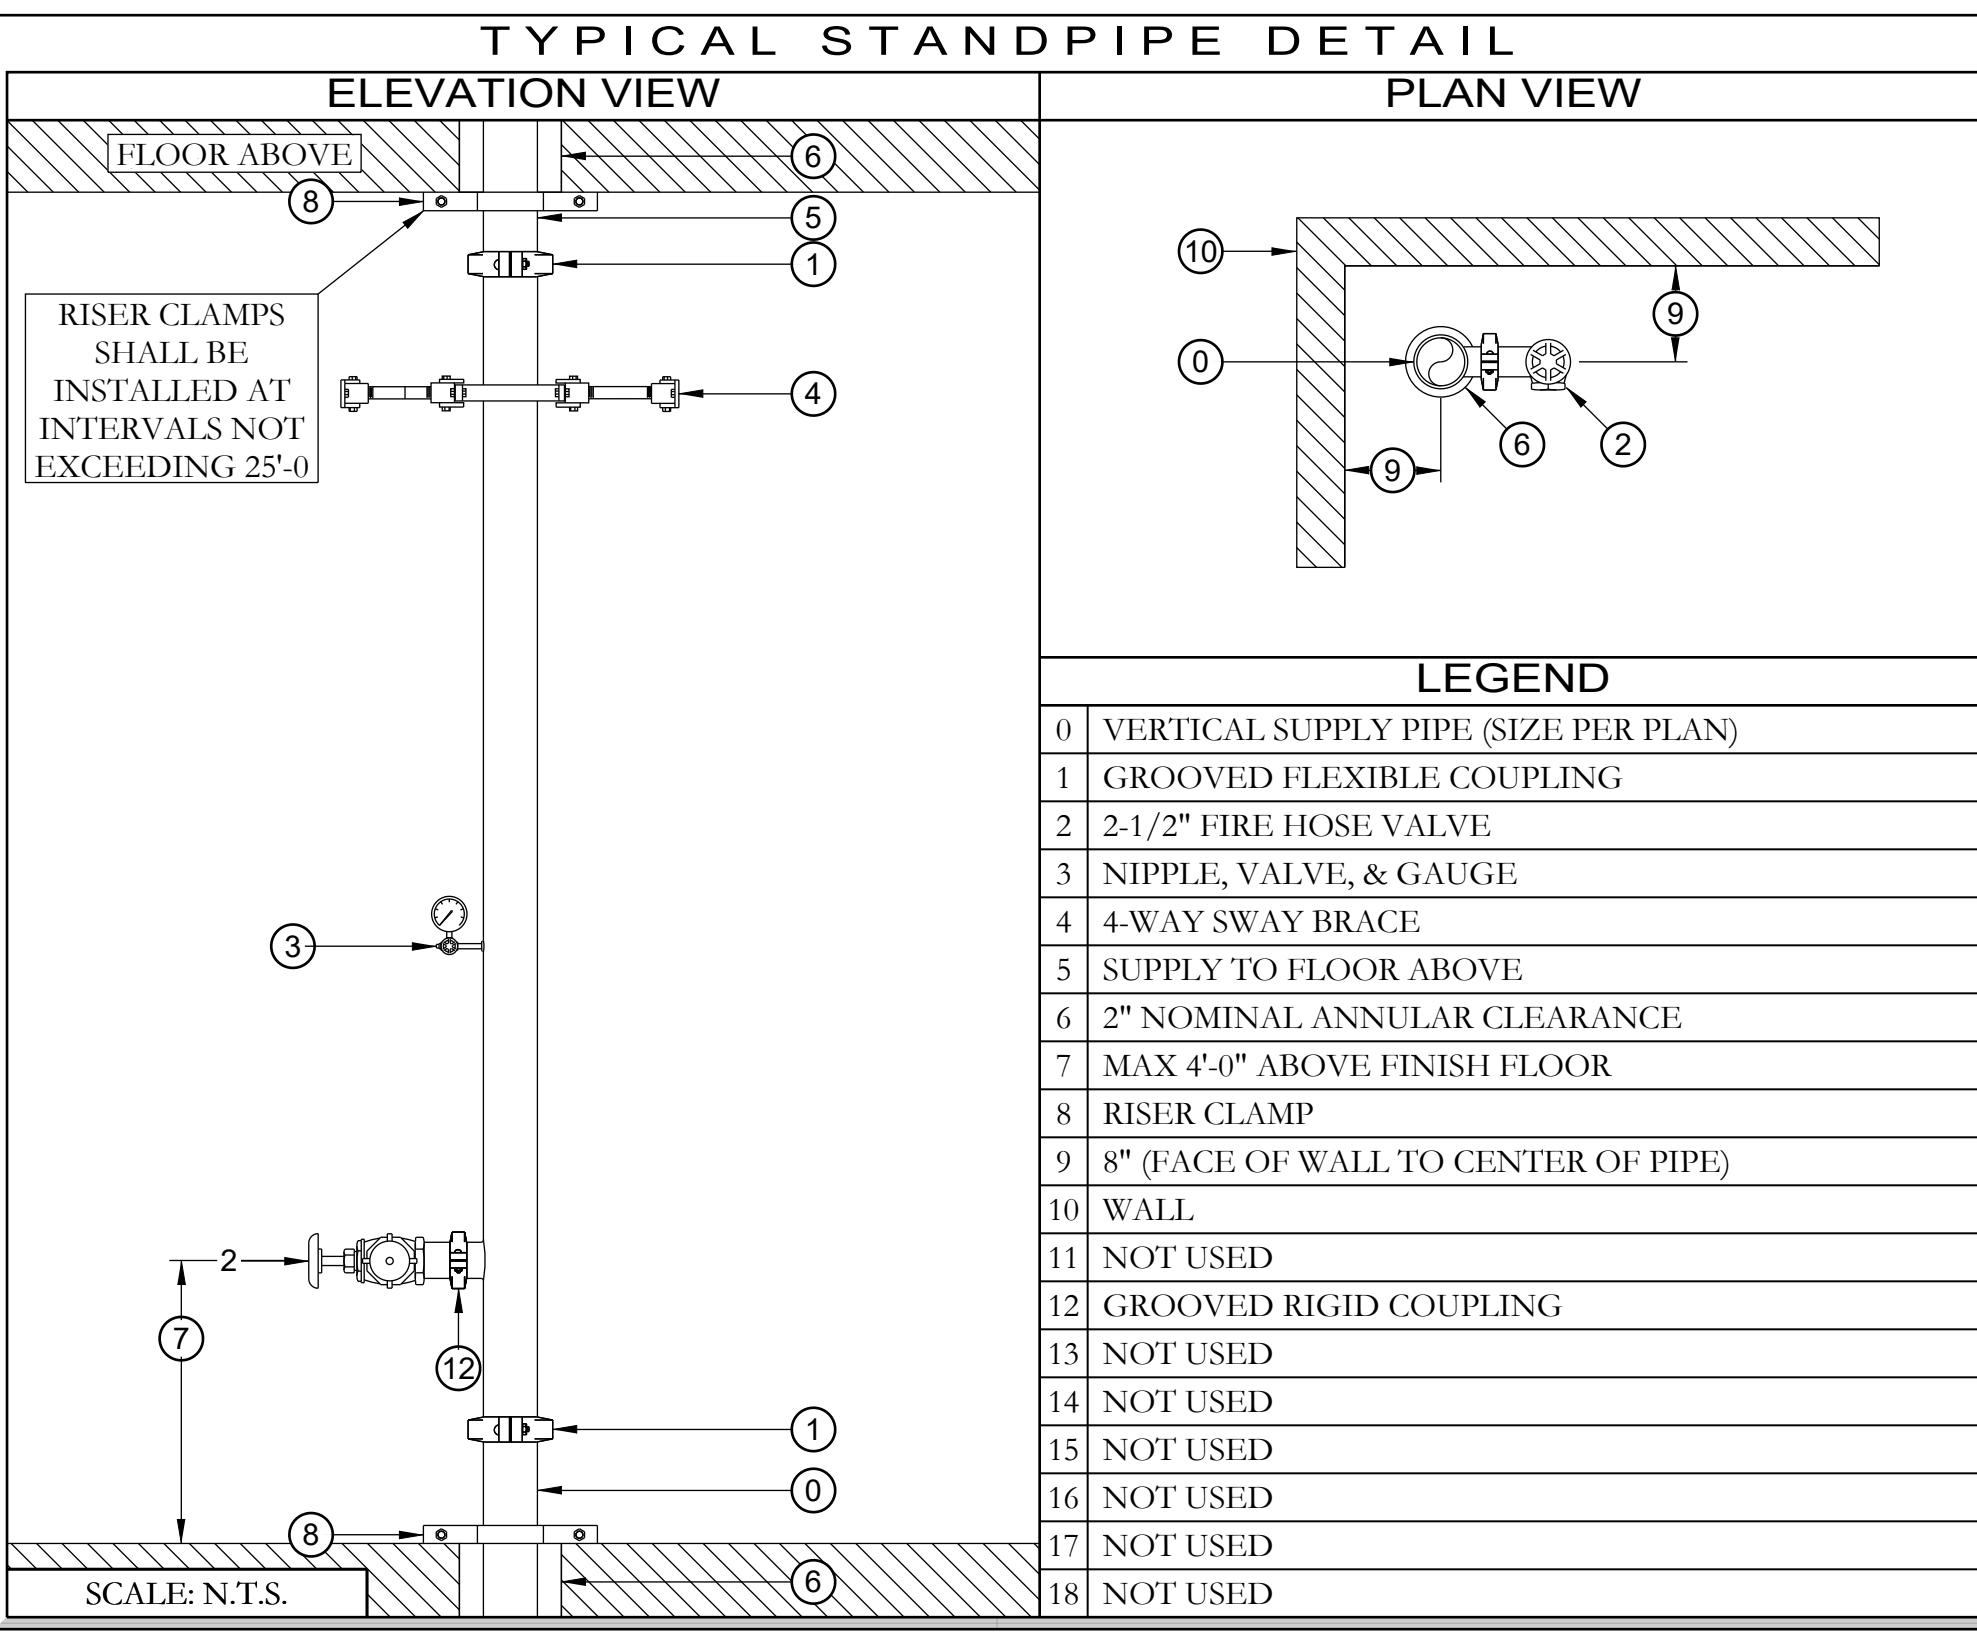 TYPICAL STANDPIPE DETAIL
ELEVATION VIEW
FLOOR ABOVE
6
8
5
1
RISER CLAMPS
SHALL BE
INSTALLED AT
INTERVALS NOT
EXCEEDING 25'-0
4
3
2
7
12
1
0
8
6
SCALE: N.T.S.
PLAN VIEW
10
9
0
6
2
9
LEGEND
0 VERTICAL SUPPLY PIPE (SIZE PER PLAN)
1 GROOVED FLEXIBLE COUPLING
2 2-1/2" FIRE HOSE VALVE
3 NIPPLE, VALVE, & GAUGE
4 4-WAY SWAY BRACE
5 SUPPLY TO FLOOR ABOVE
6 2" NOMINAL ANNULAR CLEARANCE
7 MAX 4'-0" ABOVE FINISH FLOOR
8 RISER CLAMP
9 8" (FACE OF WALL TO CENTER OF PIPE)
10 WALL
11 NOT USED
12 GROOVED RIGID COUPLING
13 NOT USED
14 NOT USED
15 NOT USED
16 NOT USED
17 NOT USED
18 NOT USED